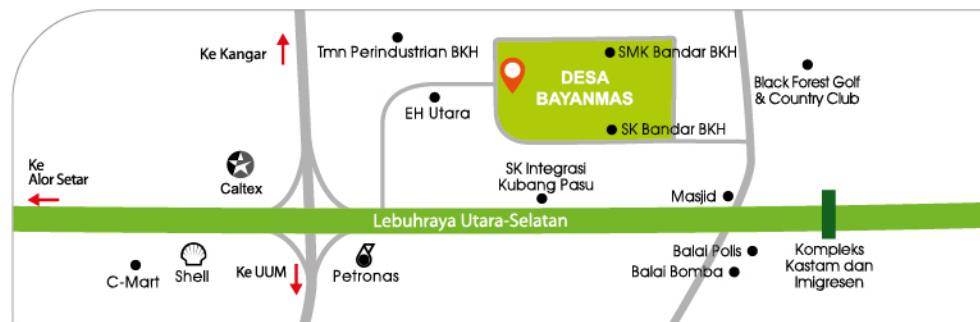 Ke Kangar
Tmn Perindustrian BKH
SMK Bandar BKH
DESA
BAYANMAS
Black Forest Golf
& Country Club
EH Utara
SK Bandar BKH
Ke
Alor Setar
Caltex
SK Integrasi
Kubang Pasu
Masjid
Lebuhraya Utara-Selatan
C-Mart
Shell
Ke UUM
Petronas
Balai Polis
Balai Bomba
Kompleks
Kastam dan
Imigresen